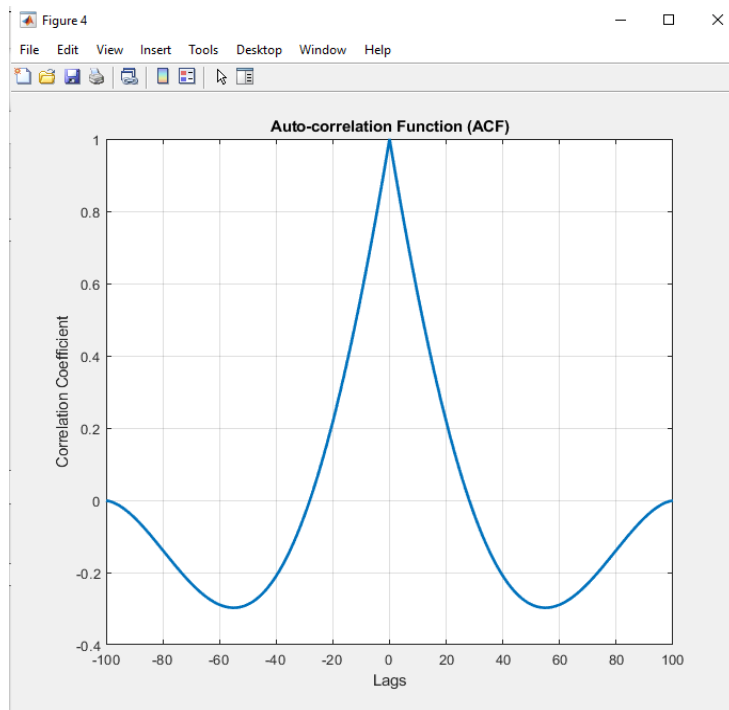 Figure 4
File Edit View Insert Tools Desktop Window Help
Auto-correlation Function (ACF)
1
0.8
0.6
0.4
0.2
0
-0.2
-0.4
Correlation Coefficient
-100 -80 -60 -40 -20 0 20 40 60 80 100
Lags